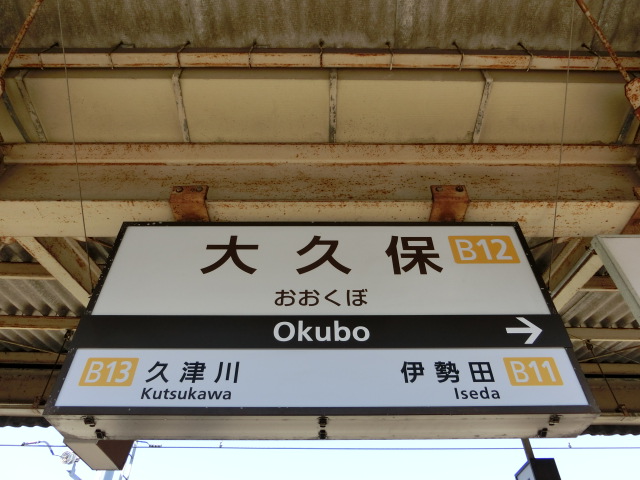 大久保 B12
おおくぼ
Okubo →
B13 久津川 伊勢田 B11
Kutsukawa Iseda